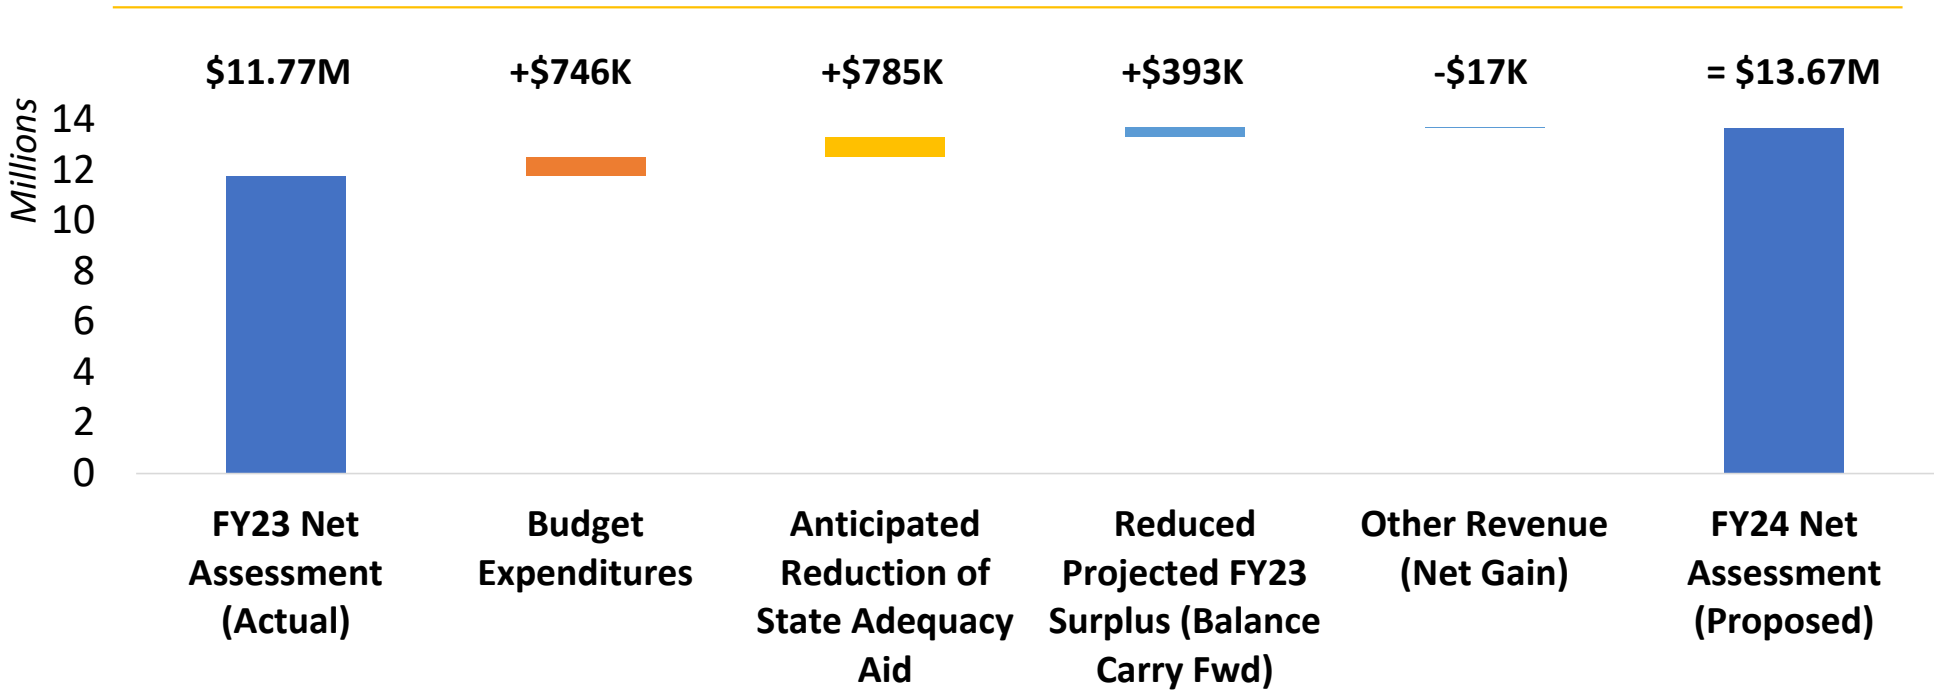 $11.77M
+$746K
+$785K
+$393K
-$17K
= $13.67M
Millions
14
12
10
8
6
4
2
0
FY23 Net
Assessment
(Actual)
Budget
Expenditures
Anticipated
Reduction of
State Adequacy
Aid
Reduced
Projected FY23
Surplus (Balance
Carry Fwd)
Other Revenue
(Net Gain)
FY24 Net
Assessment
(Proposed)